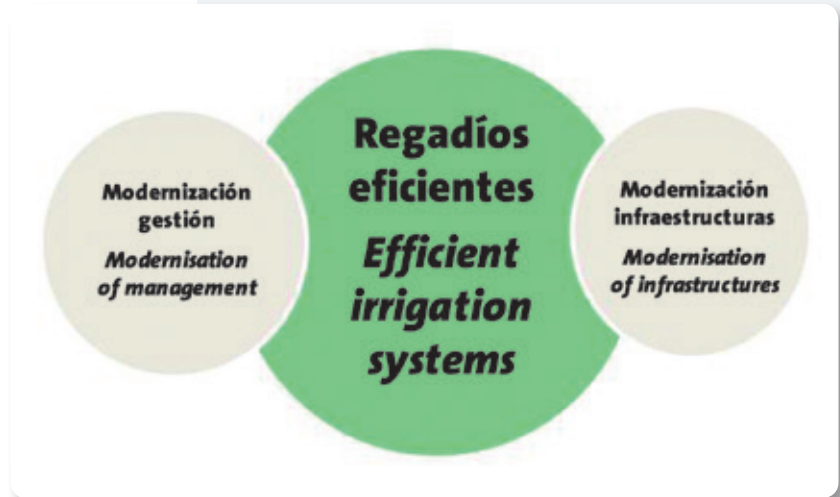 Modernización
gestión
Modernisation
of management
Regadíos
eficientes
Efficient
irrigation
systems
Modernización
infraestructuras
Modernisation
of infrastructures